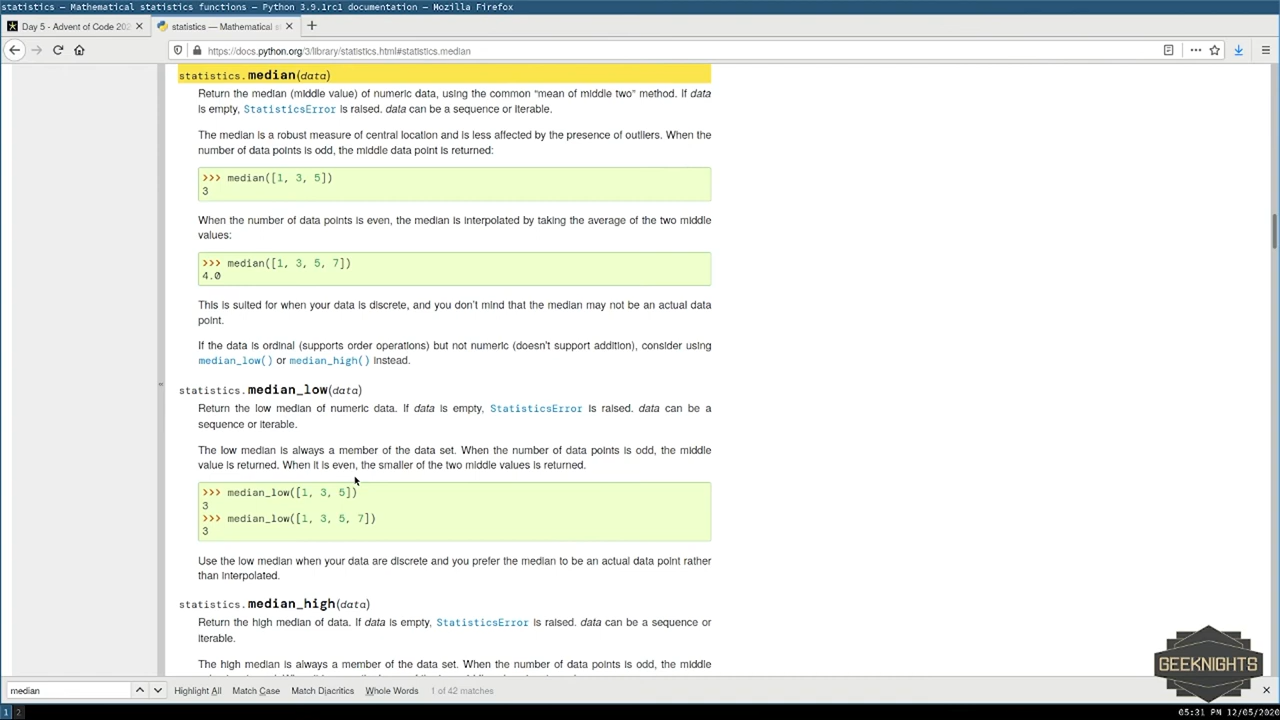 statistics — Mathematical statistics functions — Python 3.9.1rc1 documentation - Mozilla Firefox
Day 5 - Advent of Code 202
statistics — Mathematical s
https://docs.python.org/3/library/statistics.html#statistics.median
statistics.median(data)
Return the median (middle value) of numeric data, using the common “mean of middle two” method. If data
is empty, StatisticsError is raised. data can be a sequence or iterable.
The median is a robust measure of central location and is less affected by the presence of outliers. When the
number of data points is odd, the middle data point is returned:
>>> median([1, 3, 5])
3
When the number of data points is even, the median is interpolated by taking the average of the two middle
values:
>>> median([1, 3, 5, 7])
4.0
This is suited for when your data is discrete, and you don’t mind that the median may not be an actual data
point.
If the data is ordinal (supports order operations) but not numeric (doesn’t support addition), consider using
median_low() or median_high() instead.
statistics.median_low(data)
Return the low median of numeric data. If data is empty, StatisticsError is raised. data can be a
sequence or iterable.
The low median is always a member of the data set. When the number of data points is odd, the middle
value is returned. When it is even, the smaller of the two middle values is returned.
>>> median_low([1, 3, 5])
3
>>> median_low([1, 3, 5, 7])
3
Use the low median when your data are discrete and you prefer the median to be an actual data point rather
than interpolated.
statistics.median_high(data)
Return the high median of data. If data is empty, StatisticsError is raised. data can be a sequence or
iterable.
The high median is always a member of the data set. When the number of data points is odd, the middle
GEEKNIGHTS
median
Highlight All Match Case Match Diacritics Whole Words 1 of 42 matches
1 2
05:31 PM 12/05/2020